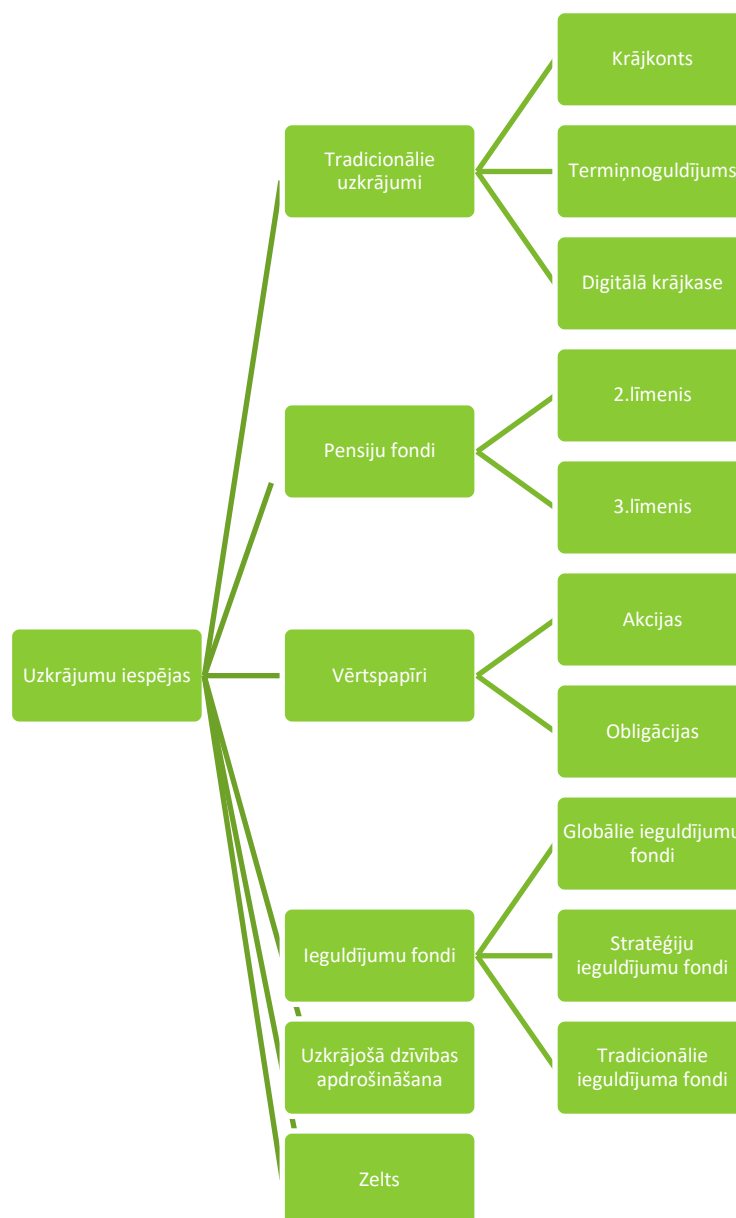 Krājkonts
Tradicionālie
uzkrājumi
Termiņnoguldījums
Digitālā krājkase
2.līmenis
Pensiju fondi
3.līmenis
Akcijas
Uzkrājumu iespējas
Vērtspapīri
Obligācijas
Globālie ieguldījumu
fondi
Ieguldījumu fondi
Stratēģiju
ieguldījumu fondi
Uzkrājošā dzīvības
apdrošināšana
Tradicionālie
ieguldījuma fondi
Zelts